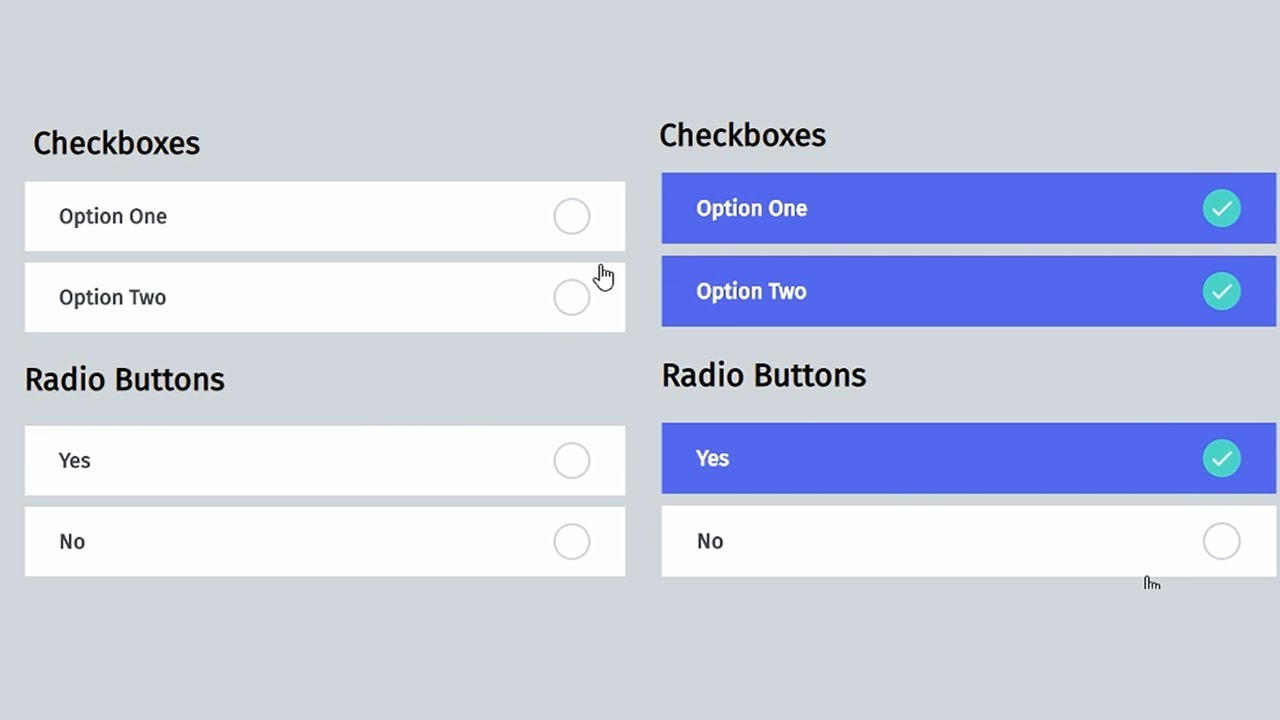 Checkboxes
Option One
Option Two
Radio Buttons
Yes
No
Checkboxes
Option One
Option Two
Radio Buttons
Yes
No